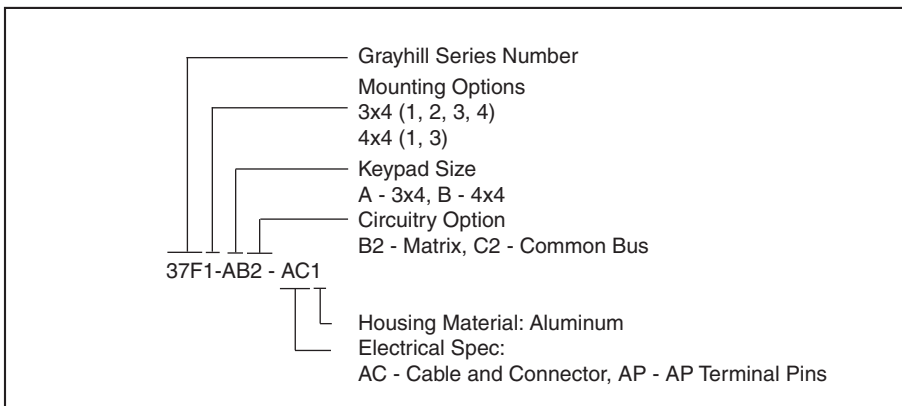 Grayhill Series Number
Mounting Options
3x4 (1, 2, 3, 4)
4x4 (1, 3)
Keypad Size
A - 3x4, B - 4x4
Circuitry Option
B2 - Matrix, C2 - Common Bus
37F1-AB2 - AC1
Housing Material: Aluminum
Electrical Spec:
AC - Cable and Connector, AP - AP Terminal Pins